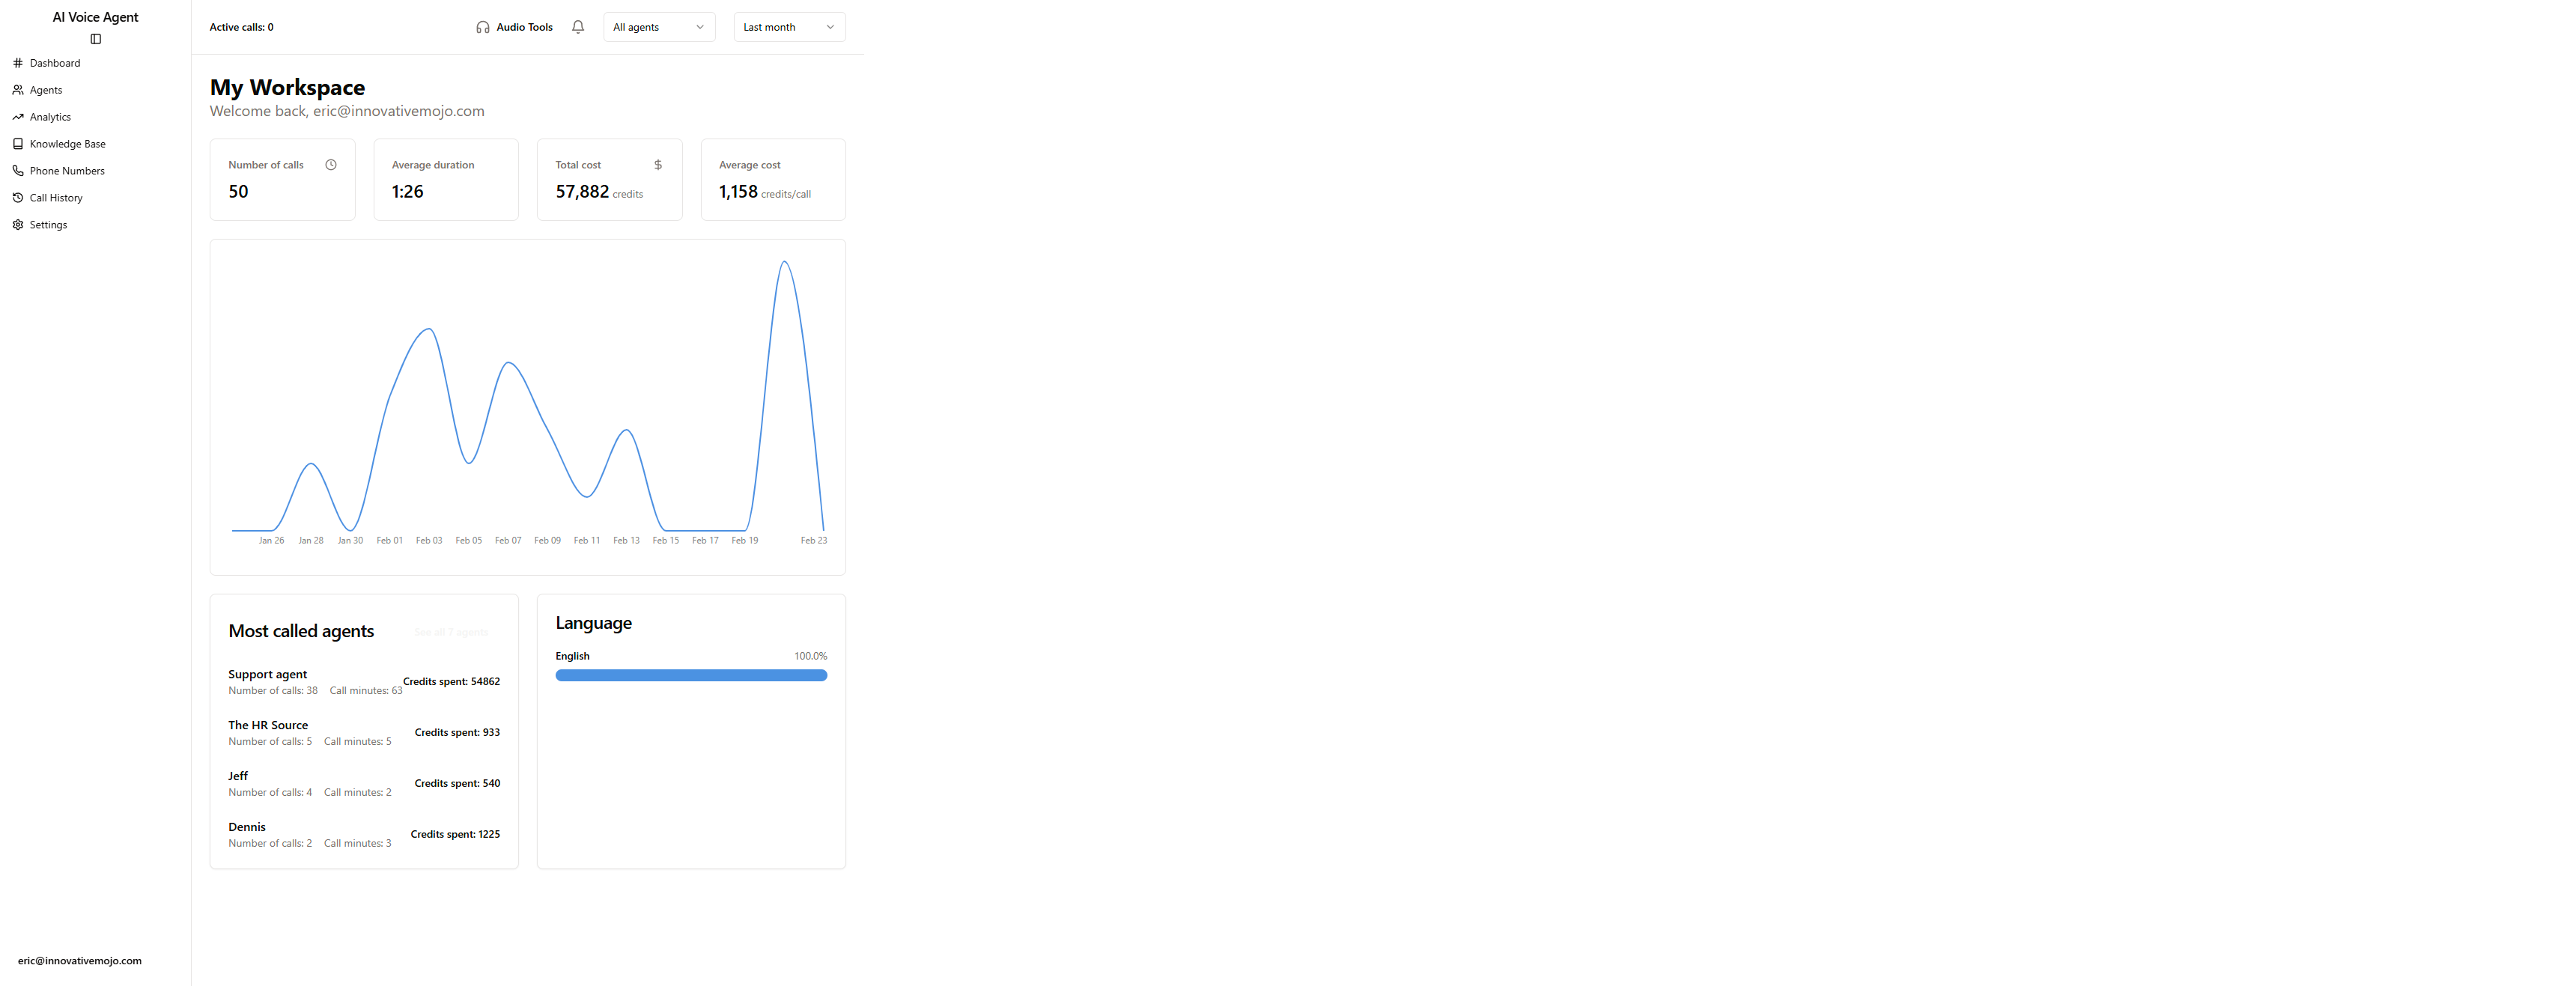 AI Voice Agent
Dashboard
Agents
Analytics
Knowledge Base
Phone Numbers
Call History
Settings
eric@innovativemojo.com
Active calls: 0
Audio Tools
All agents
Last month
My Workspace
Welcome back, eric@innovativemojo.com
Number of calls
50
Average duration
1:26
Total cost
57,882 credits
Average cost
1,158 credits/call
Jan 26 Jan 28 Jan 30 Feb 01 Feb 03 Feb 05 Feb 07 Feb 09 Feb 11 Feb 13 Feb 15 Feb 17 Feb 19 Feb 23
Most called agents
See all 7 agents
Support agent
Number of calls: 38 Call minutes: 63
Credits spent: 54862
The HR Source
Number of calls: 5 Call minutes: 5
Credits spent: 933
Jeff
Number of calls: 4 Call minutes: 2
Credits spent: 540
Dennis
Number of calls: 2 Call minutes: 3
Credits spent: 1225
Language
English
100.0%